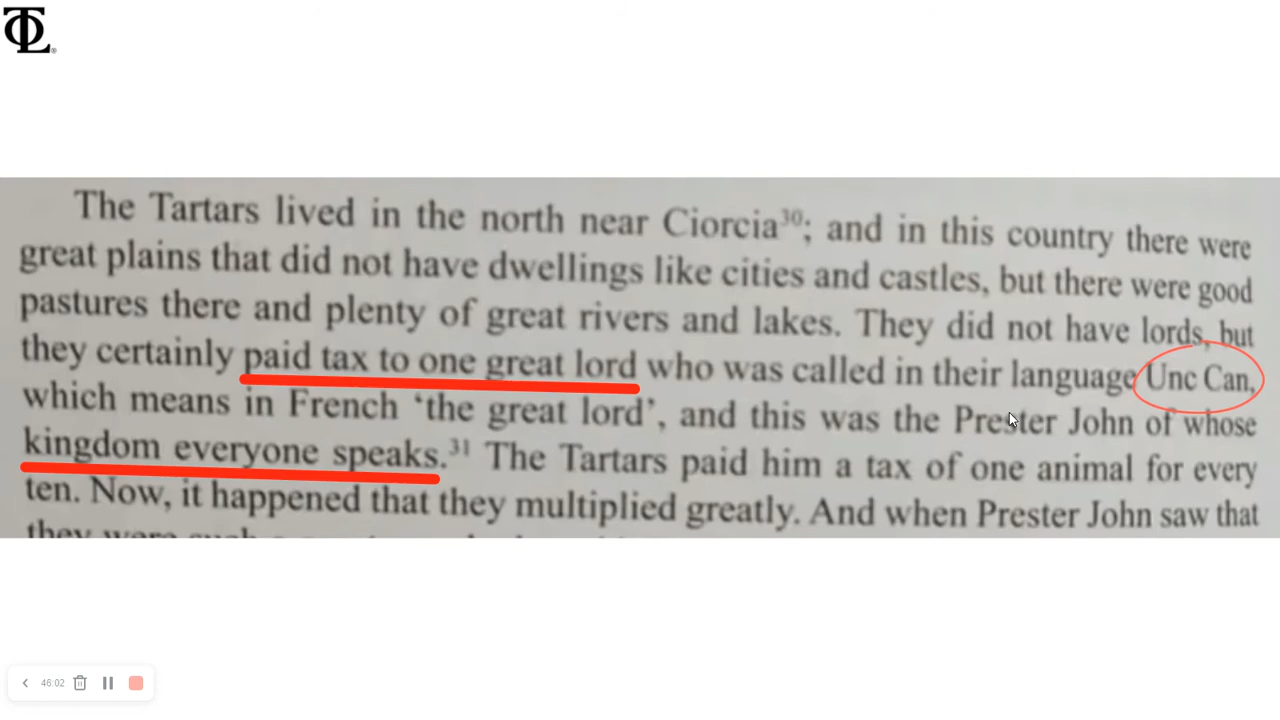 The Tartars lived in the north near Ciorcia³⁰; and in this country there were
great plains that did not have dwellings like cities and castles, but there were good
pastures there and plenty of great rivers and lakes. They did not have lords, but
they certainly paid tax to one great lord who was called in their language Unc Can,
which means in French ‘the great lord’, and this was the Prester John of whose
kingdom everyone speaks.³¹ The Tartars paid him a tax of one animal for every
ten. Now, it happened that they multiplied greatly. And when Prester John saw that
they were such a
46:02